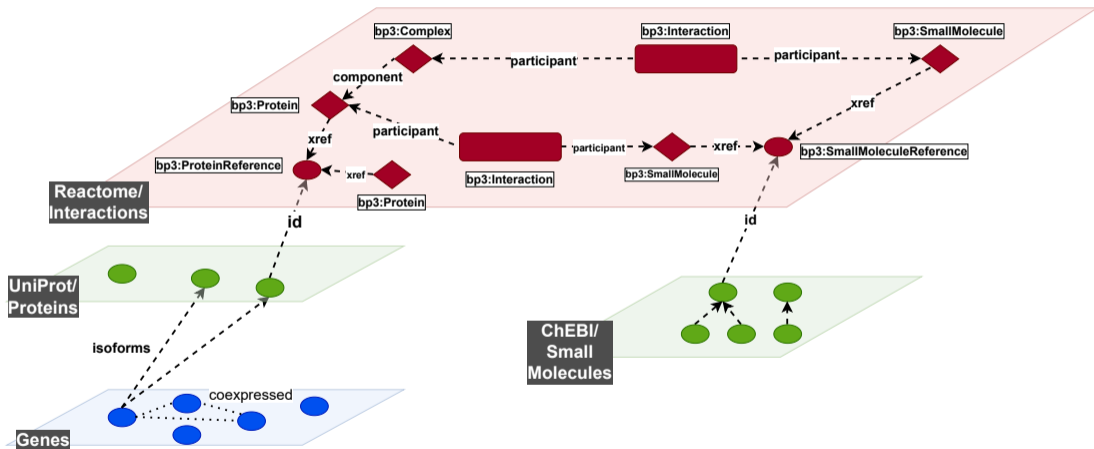 bp3:Complex
bp3:Interaction
bp3:SmallMolecule
participant
participant
component
bp3:Protein
xref
participant
xref
participant
xref
bp3:ProteinReference
bp3:SmallMoleculeReference
xref
bp3:Interaction
bp3:SmallMolecule
bp3:Protein
Reactome/
Interactions
id
id
UniProt/
Proteins
ChEBI/
Small
Molecules
isoforms
coexpressed
Genes